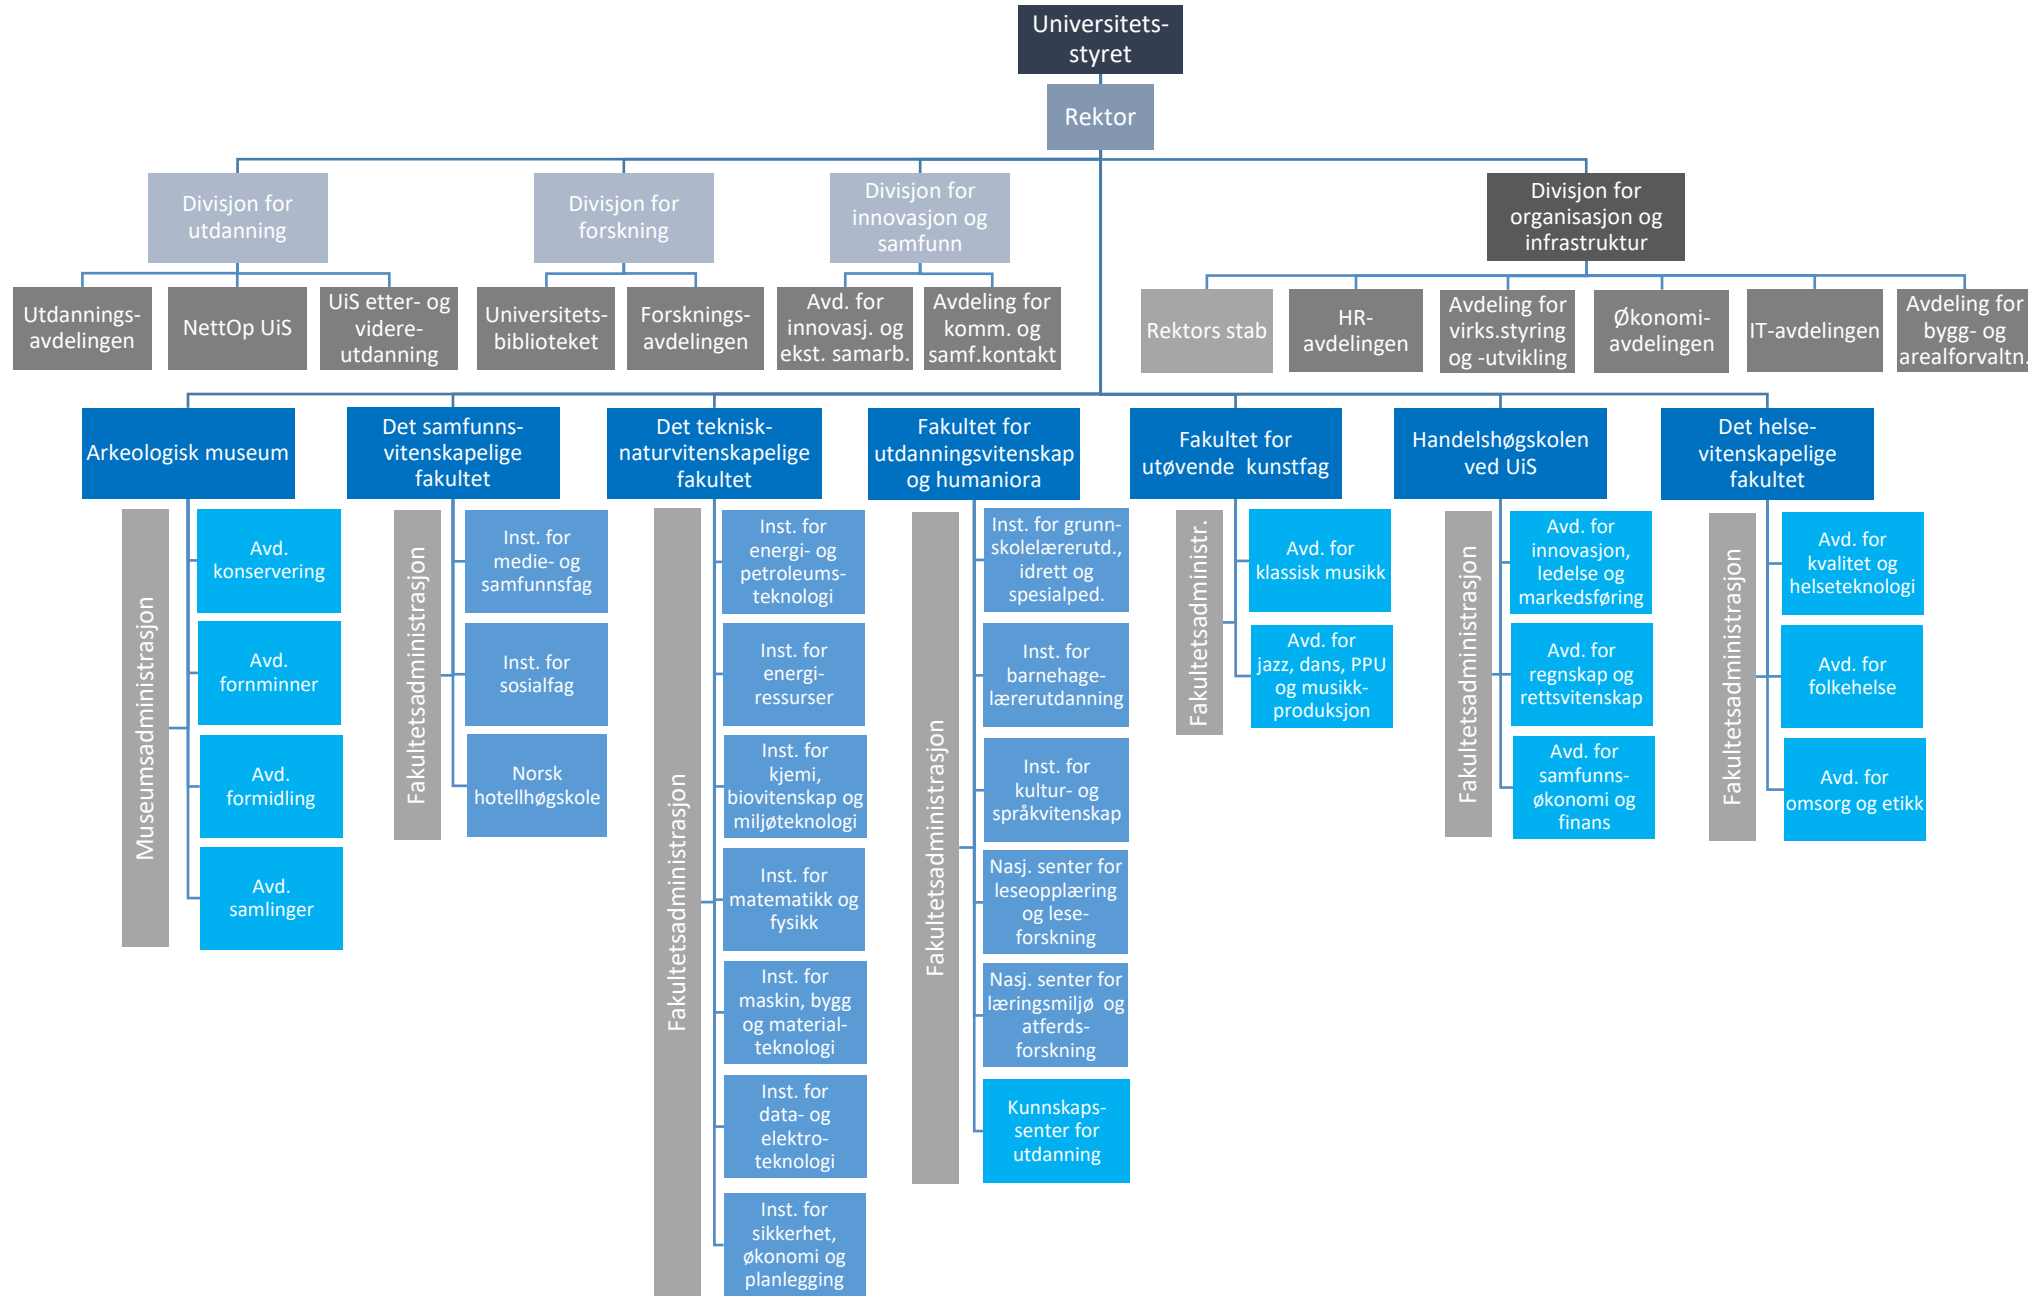 Universitets-
styret
Rektor
Divisjon for
utdanning
Divisjon for
forskning
Divisjon for
innovasjon og
samfunn
Divisjon for
organisasjon og
infrastruktur
Utdannings-
avdelingen
NettOp UiS
UiS etter- og
videre-
utdanning
Universitets-
biblioteket
Forsknings-
avdelingen
Avd. for
innovasj. og
ekst. samarb.
Avdeling for
komm. og
samf.kontakt
Rektors stab
HR-
avdelingen
Avdeling for
virks.styring
og -utvikling
Økonomi-
avdelingen
IT-avdelingen
Avdeling for
bygg- og
arealforvaltn.
Arkeologisk museum
Museumsadministrasjon
Avd.
konservering
Avd.
fornminner
Avd.
formidling
Avd.
samlinger
Det samfunns-
vitenskapelige
fakultet
Fakultetsadministrasjon
Inst. for
medie- og
samfunnsfag
Inst. for
sosialfag
Norsk
hotellhøgskole
Det teknisk-
naturvitenskapelige
fakultet
Fakultetsadministrasjon
Inst. for
energi- og
petroleums-
teknologi
Inst. for
energi-
ressurser
Inst. for
kjemi,
biovitenskap og
miljøteknologi
Inst. for
matematikk og
fysikk
Inst. for
maskin, bygg
og material-
teknologi
Inst. for
data- og
elektro-
teknologi
Inst. for
sikkerhet,
økonomi og
planlegging
Fakultet for
utdanningsvitenskap
og humaniora
Fakultetsadministrasjon
Inst. for grunn-
skolelærerutd.,
idrett og
spesialped.
Inst. for
barnehage-
lærerutdanning
Inst. for
kultur- og
språkvitenskap
Nasj. senter for
leseopplæring
og lese-
forskning
Nasj. senter for
læringsmiljø og
atferds-
forskning
Kunnskaps-
senter for
utdanning
Fakultet for
utøvende kunstfag
Fakultetsadministr.
Avd. for
klassisk musikk
Avd. for
jazz, dans, PPU
og musikk-
produksjon
Handelshøgskolen
ved UiS
Fakultetsadministrasjon
Avd. for
innovasjon,
ledelse og
markedsføring
Avd. for
regnskap og
rettsvitenskap
Avd. for
samfunns-
økonomi og
finans
Det helse-
vitenskapelige
fakultet
Fakultetsadministrasjon
Avd. for
kvalitet og
helseteknologi
Avd. for
folkehelse
Avd. for
omsorg og etikk